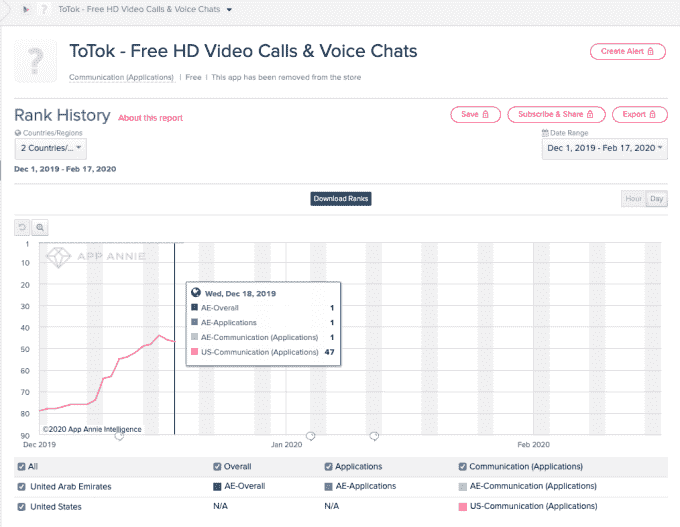 ToTok - Free HD Video Calls & Voice Chats
?
ToTok - Free HD Video Calls & Voice Chats
Create Alert
Communication (Applications) | Free | This app has been removed from the store
Rank History About this report
Save
Subscribe & Share
Export
Countries/Regions
Date Range
2 Countries/...
Dec 1, 2019 - Feb 17, 2020
Dec 1, 2019 - Feb 17, 2020
Download Ranks
Hour
Day
1
APP ANNIE
10
20
30
40
50
60
70
80
90
Wed, Dec 18, 2019
AE-Overall 1
AE-Applications 1
AE-Communication (Applications) 1
US-Communication (Applications) 47
©2020 App Annie Intelligence
Dec 2019
Jan 2020
Feb 2020
All Overall Applications Communication (Applications)
United Arab Emirates AE-Overall AE-Applications AE-Communication (Applications)
United States N/A N/A US-Communication (Applications)